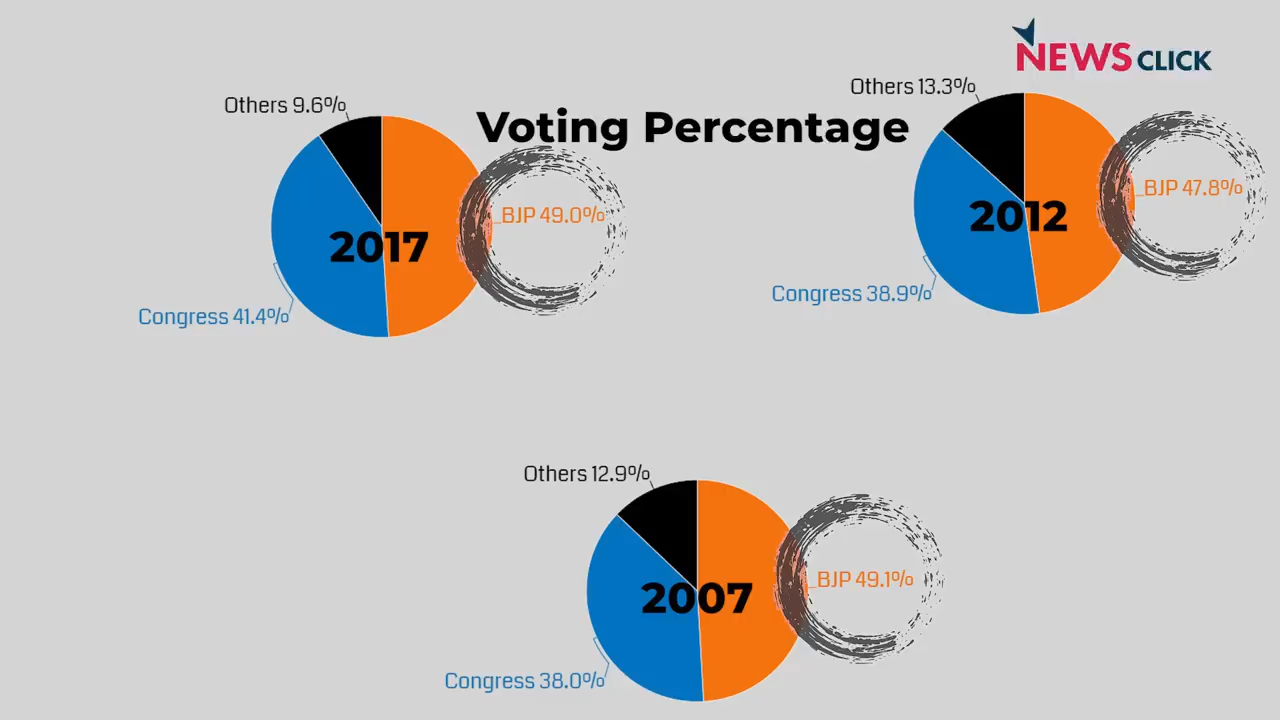 NEWS CLICK
Voting Percentage
Others 9.6%
2017
BJP 49.0%
Congress 41.4%
Others 13.3%
2012
BJP 47.8%
Congress 38.9%
Others 12.9%
2007
BJP 49.1%
Congress 38.0%